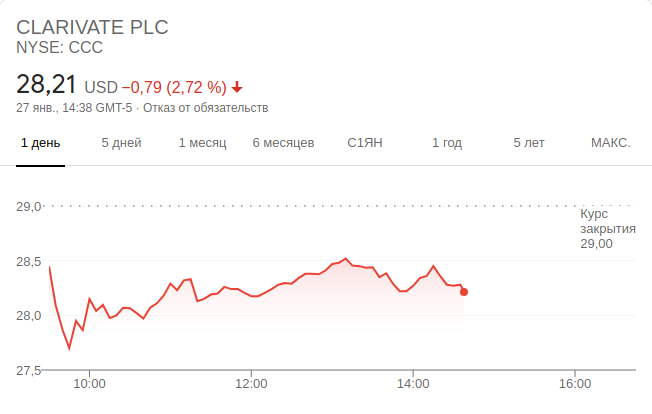 CLARIVATE PLC
NYSE: CCC
28,21 USD −0,79 (2,72 %)
27 янв., 14:38 GMT-5 · Отказ от обязательств
1 день 5 дней 1 месяц 6 месяцев С1ЯН 1 год 5 лет МАКС.
29,0
Курс
закрытия
29,00
28,5
28,0
27,5
10:00 12:00 14:00 16:00